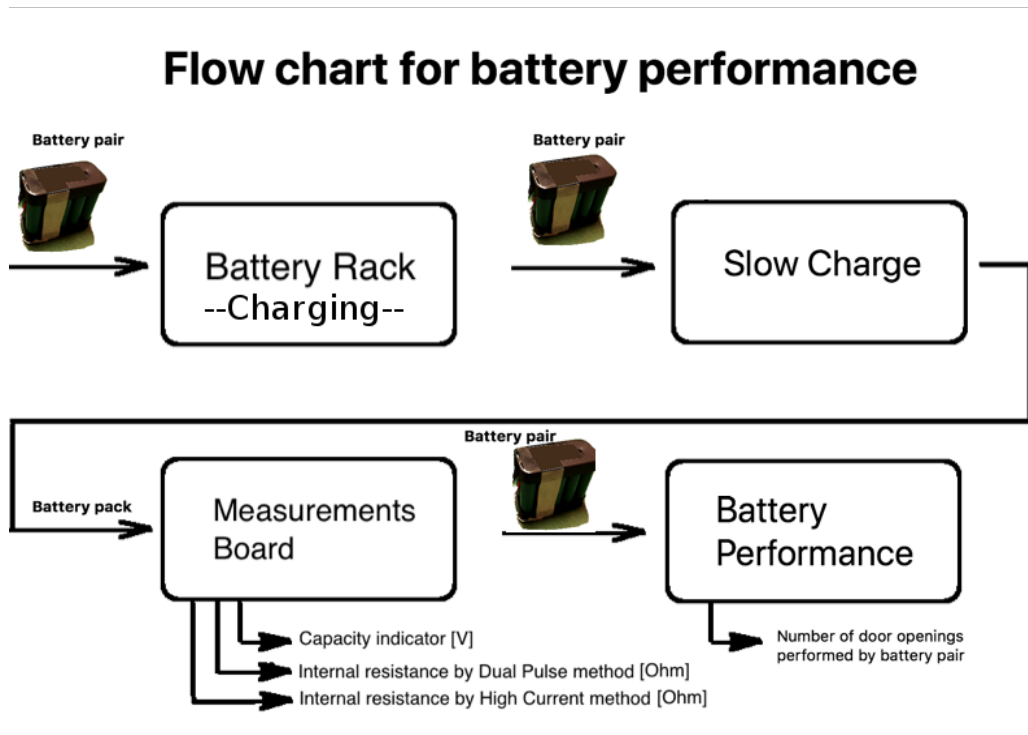 Flow chart for battery performance
Battery pair
Battery pair
Battery Rack
--Charging--
Slow Charge
Battery pair
Battery pack
Measurements
Board
Battery
Performance
Capacity indicator [V]
Internal resistance by Dual Pulse method [Ohm]
Internal resistance by High Current method [Ohm]
Number of door openings
performed by battery pair